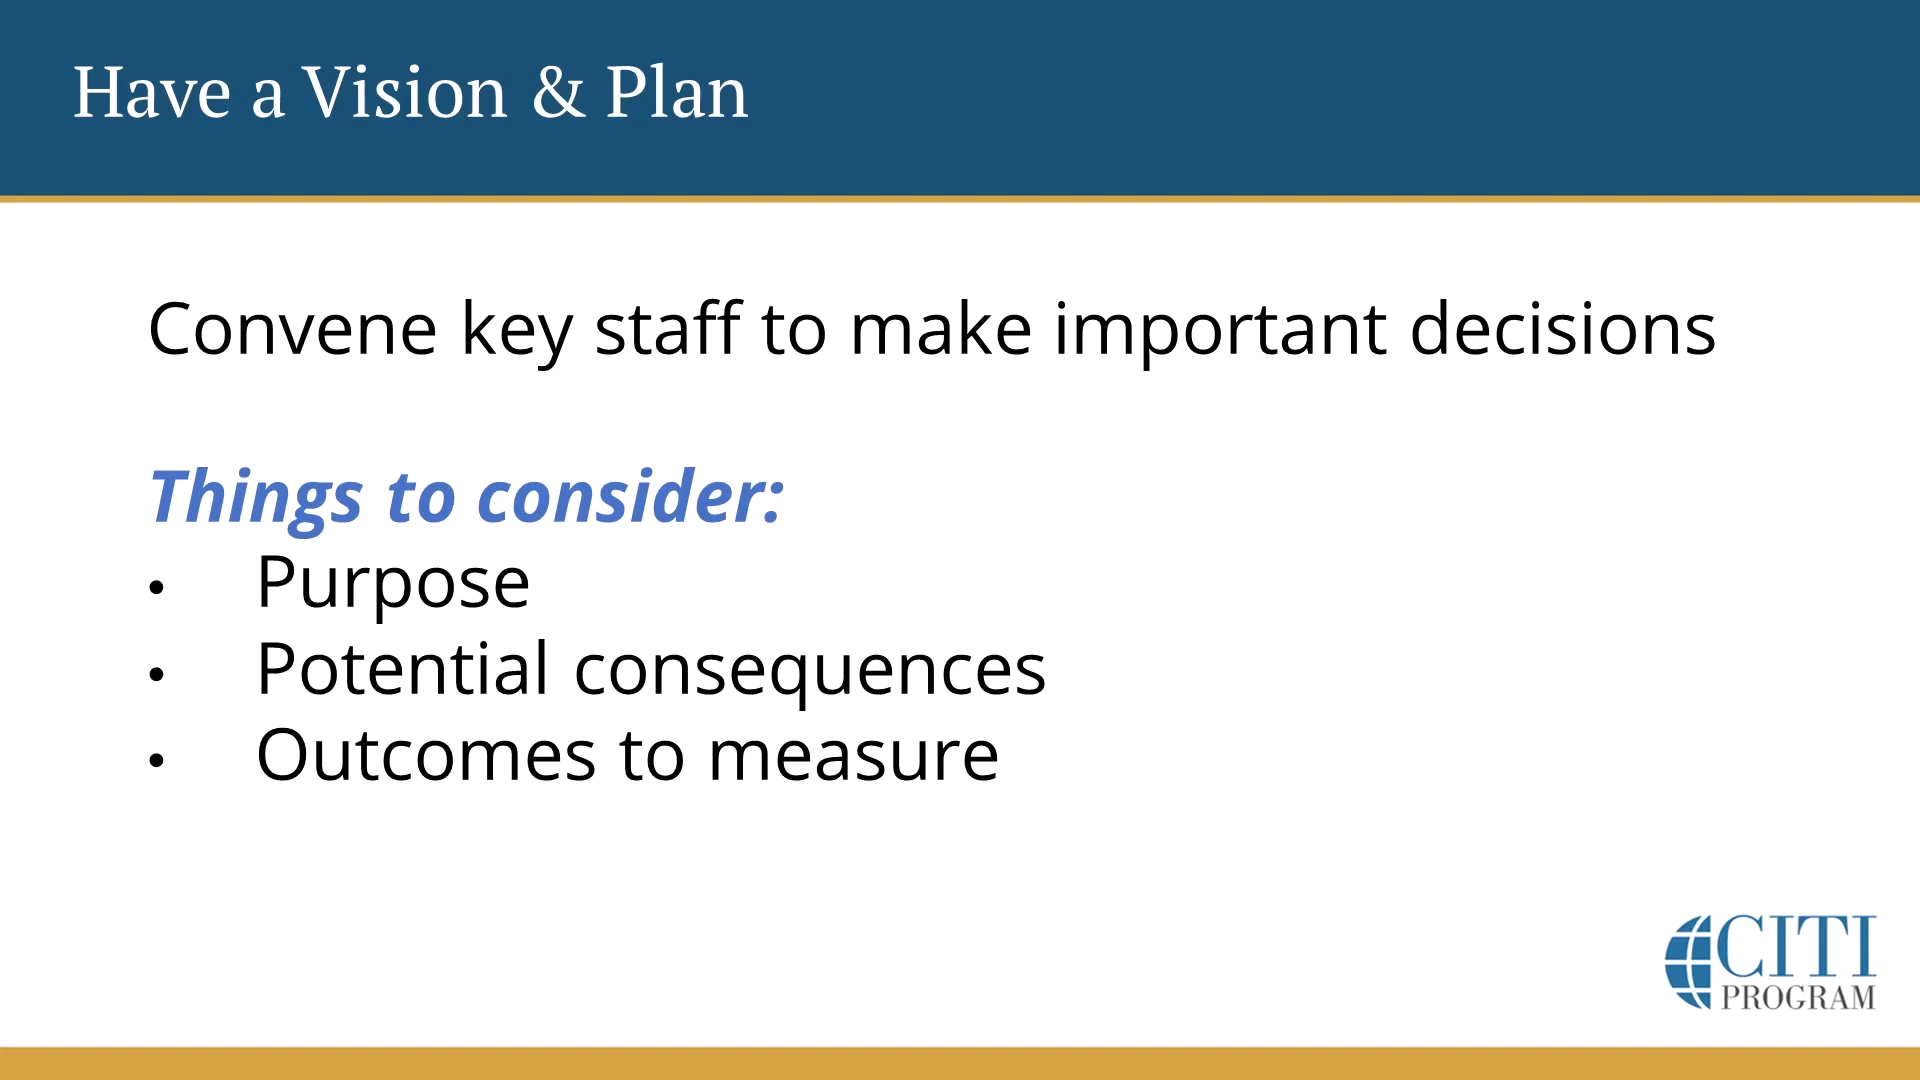 Have a Vision & Plan
Convene key staff to make important decisions
Things to consider:
• Purpose
• Potential consequences
• Outcomes to measure
CITI
PROGRAM